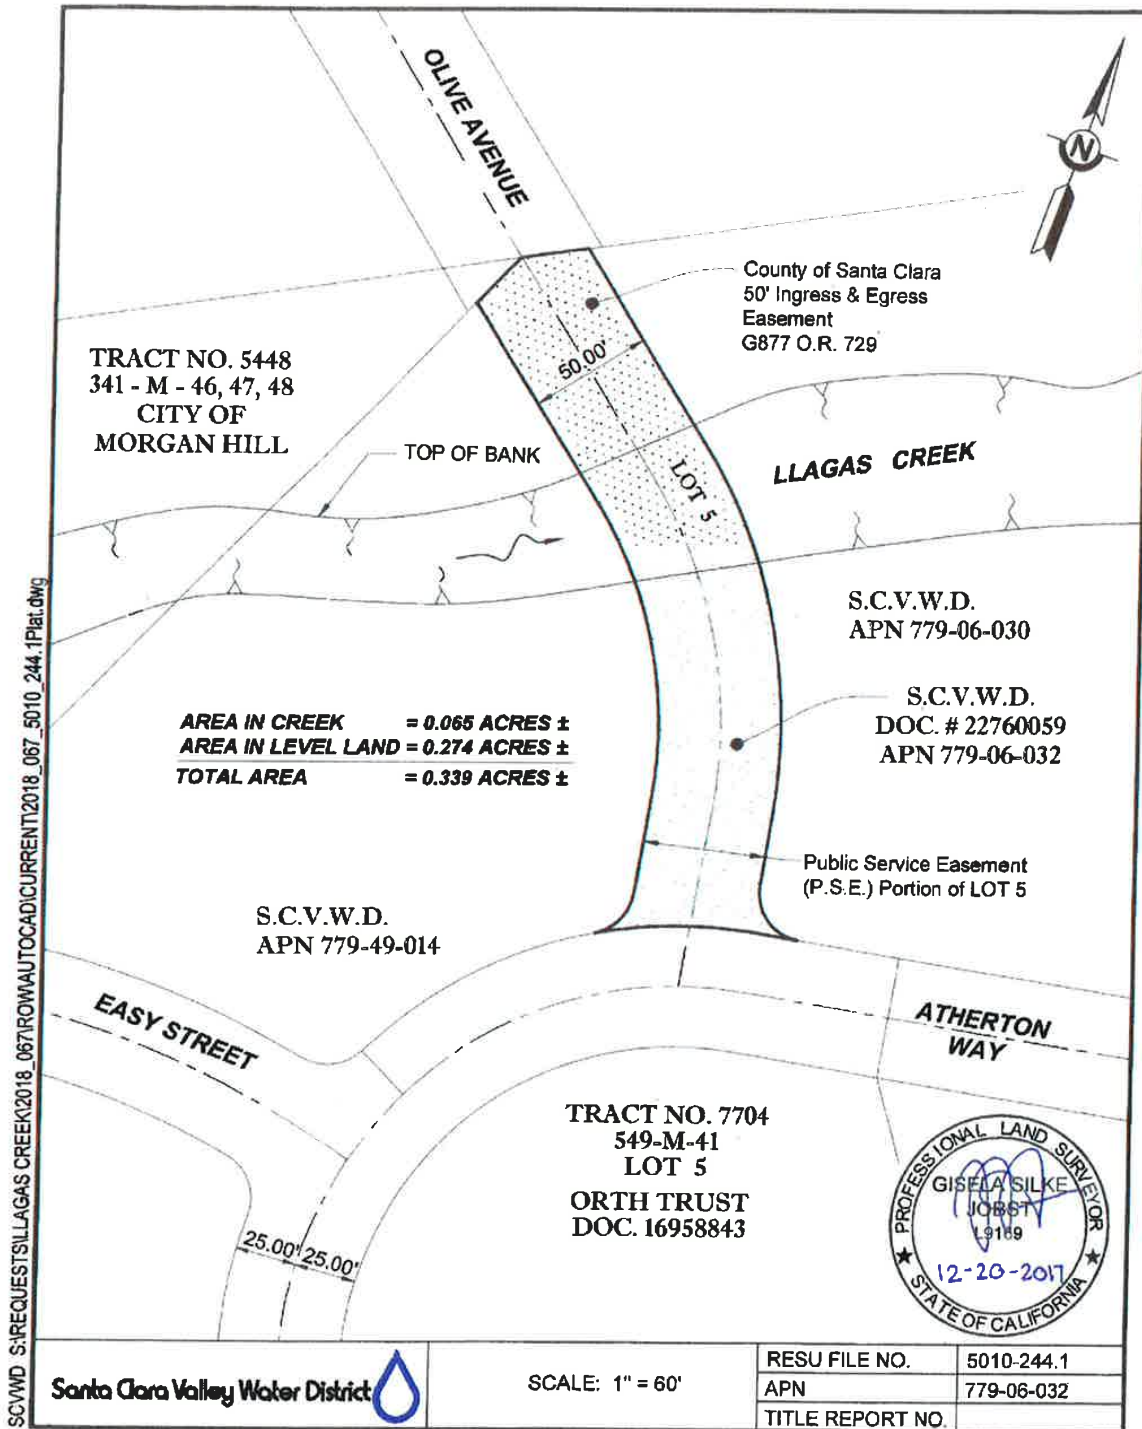 OLIVE AVENUE
N
County of Santa Clara
50' Ingress & Egress
Easement
G877 O.R. 729
50.00'
TRACT NO. 5448
341 - M - 46, 47, 48
CITY OF
MORGAN HILL
TOP OF BANK
LOT 5
LLAGAS CREEK
S.C.V.W.D.
APN 779-06-030
S.C.V.W.D.
DOC. # 22760059
APN 779-06-032
AREA IN CREEK = 0.065 ACRES ±
AREA IN LEVEL LAND = 0.274 ACRES ±
TOTAL AREA = 0.339 ACRES ±
Public Service Easement
(P.S.E.) Portion of LOT 5
S.C.V.W.D.
APN 779-49-014
EASY STREET
ATHERTON
WAY
TRACT NO. 7704
549-M-41
LOT 5
ORTH TRUST
DOC. 16958843
25.00' 25.00'
PROFESSIONAL LAND SURVEYOR
GISELA SILKE
JOBST
L9169
12-20-2017
STATE OF CALIFORNIA
SCVWD S:\REQUESTS\LLAGAS CREEK\2018_067\ROW\AUTOCAD\CURRENT\2018_067_5010_244.1Plat.dwg
Santa Clara Valley Water District
SCALE: 1" = 60'
RESU FILE NO. 5010-244.1
APN 779-06-032
TITLE REPORT NO.